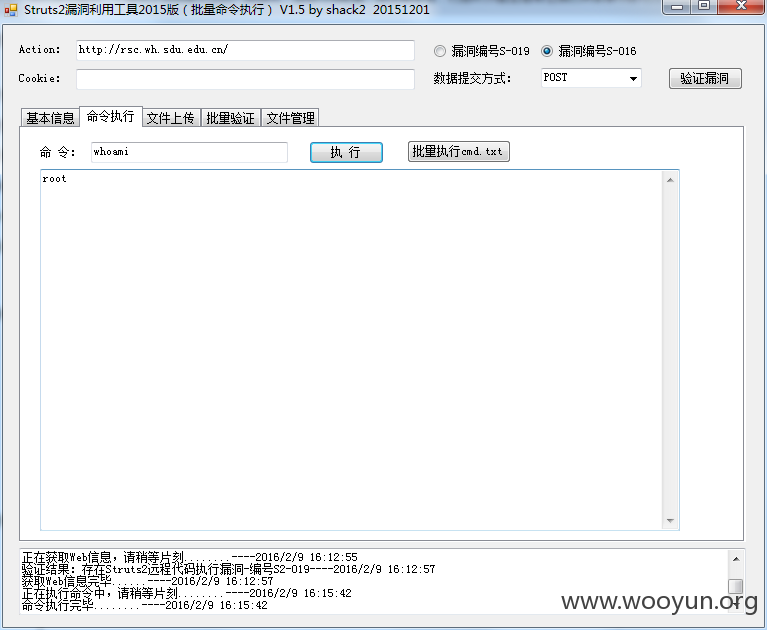 Struts2漏洞利用工具2015版（批量命令执行） V1.5 by shack2  20151201
Action: http://rsc.wh.sdu.edu.cn/ 漏洞编号S-019 漏洞编号S-016
Cookie: 数据提交方式： POST 验证漏洞
基本信息 命令执行 文件上传 批量验证 文件管理
命 令： whoami 执 行 批量执行cmd.txt
root
正在获取Web信息，请稍等片刻........----2016/2/9 16:12:55
验证结果：存在Struts2远程代码执行漏洞-编号S2-019----2016/2/9 16:12:57
获取Web信息完毕......----2016/2/9 16:12:57
正在执行命令中，请稍等片刻........----2016/2/9 16:15:42
命令执行完毕........----2016/2/9 16:15:42
www.wooyun.org